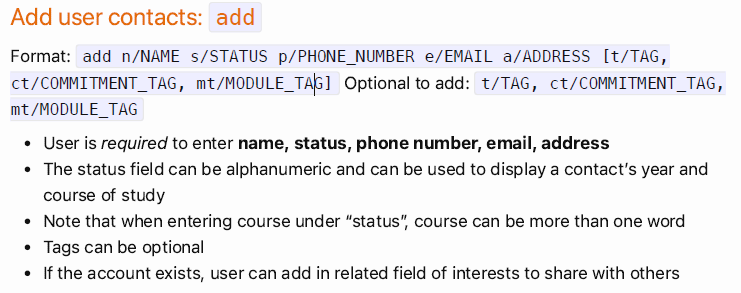 Add user contacts: add
Format: add n/NAME s/STATUS p/PHONE_NUMBER e/EMAIL a/ADDRESS [t/TAG,
ct/COMMITMENT_TAG, mt/MODULE_TAG] Optional to add: t/TAG, ct/COMMITMENT_TAG,
mt/MODULE_TAG
• User is required to enter name, status, phone number, email, address
• The status field can be alphanumeric and can be used to display a contact’s year and
course of study
• Note that when entering course under “status”, course can be more than one word
• Tags can be optional
• If the account exists, user can add in related field of interests to share with others